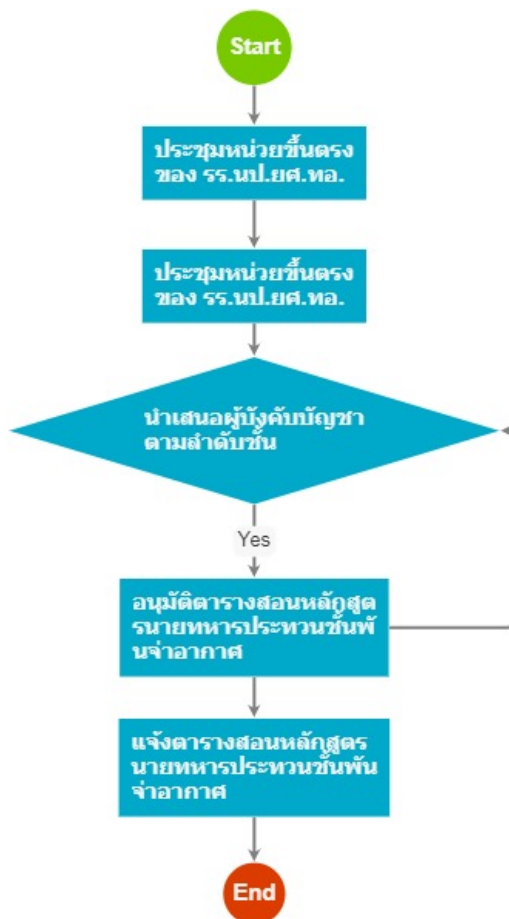 Start
ประชุมหน่วยขึ้นตรง
ของ รร.นป.ยศ.ทอ.
ประชุมหน่วยขึ้นตรง
ของ รร.นป.ยศ.ทอ.
นำเสนอผู้บังคับบัญชา
ตามลำดับชั้น
Yes
อนุมัติตารางสอนหลักสูต
รนายทหารประทวนชั้นพั
นจ่าอากาศ
แจ้งตารางสอนหลักสูตร
นายทหารประทวนชั้นพัน
จ่าอากาศ
End